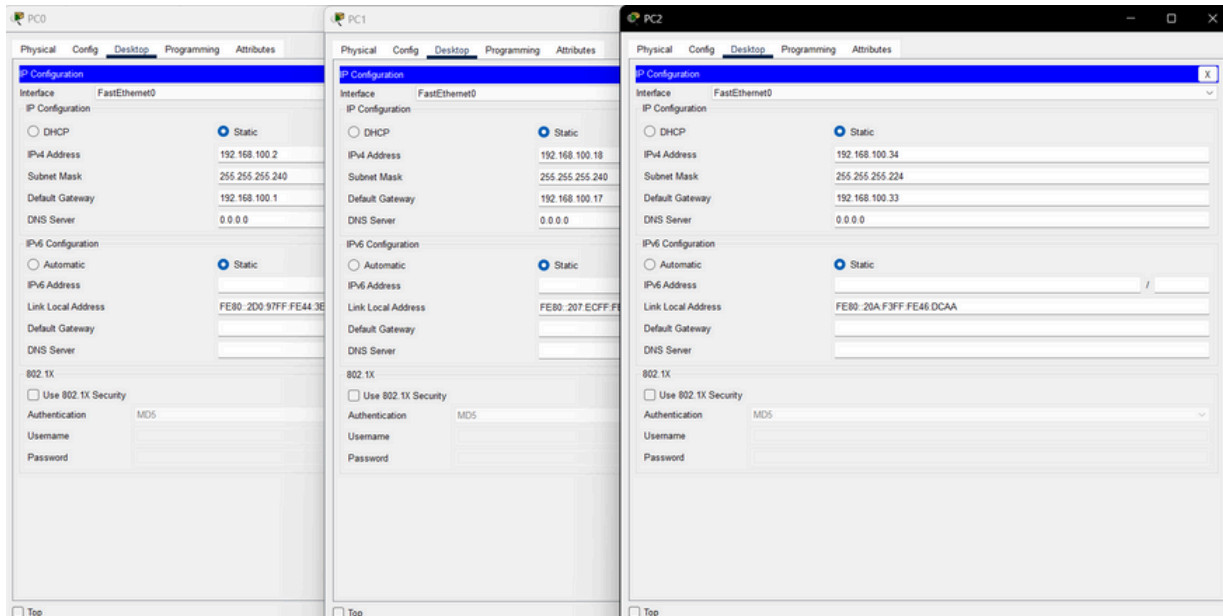 PC0
Physical Config Desktop Programming Attributes
IP Configuration
Interface FastEthernet0
IP Configuration
DHCP Static
IPv4 Address 192.168.100.2
Subnet Mask 255.255.255.240
Default Gateway 192.168.100.1
DNS Server 0.0.0.0
IPv6 Configuration
Automatic Static
IPv6 Address
Link Local Address FE80::2D0:97FF:FE44:3E
Default Gateway
DNS Server
802.1X
Use 802.1X Security
Authentication MD5
Username
Password
Top
PC1
Physical Config Desktop Programming Attributes
IP Configuration
Interface FastEthernet0
IP Configuration
DHCP Static
IPv4 Address 192.168.100.18
Subnet Mask 255.255.255.240
Default Gateway 192.168.100.17
DNS Server 0.0.0.0
IPv6 Configuration
Automatic Static
IPv6 Address
Link Local Address
Default Gateway
DNS Server
802.1X
Use 802.1X Security
Authentication MD5
Username
Password
Top
PC2
Physical Config Desktop Programming Attributes
IP Configuration X
Interface FastEthernet0
IP Configuration
DHCP Static
IPv4 Address 192.168.100.34
Subnet Mask 255.255.255.224
Default Gateway 192.168.100.33
DNS Server 0.0.0.0
IPv6 Configuration
Automatic Static
IPv6 Address /
Link Local Address FE80::20A:F3FF:FE46:DCAA
Default Gateway
DNS Server
802.1X
Use 802.1X Security
Authentication MD5
Username
Password
Top